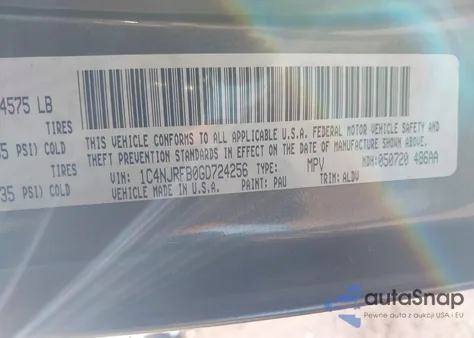 4575 LB
TIRES
35 PSI) COLD
TIRES
35 PSI) COLD
THIS VEHICLE CONFORMS TO ALL APPLICABLE U.S.A. FEDERAL MOTOR VEHICLE SAFETY AND
THEFT PREVENTION STANDARDS IN EFFECT ON THE DATE OF MANUFACTURE SHOWN ABOVE.
VIN: 1C4NJRFB0GD724256 TYPE: MPV MDH: 050720 486AA
VEHICLE MADE IN U.S.A. PAINT: PAU TRIM: ALDV
autaSnap
Pewne auta z aukcji USA i EU